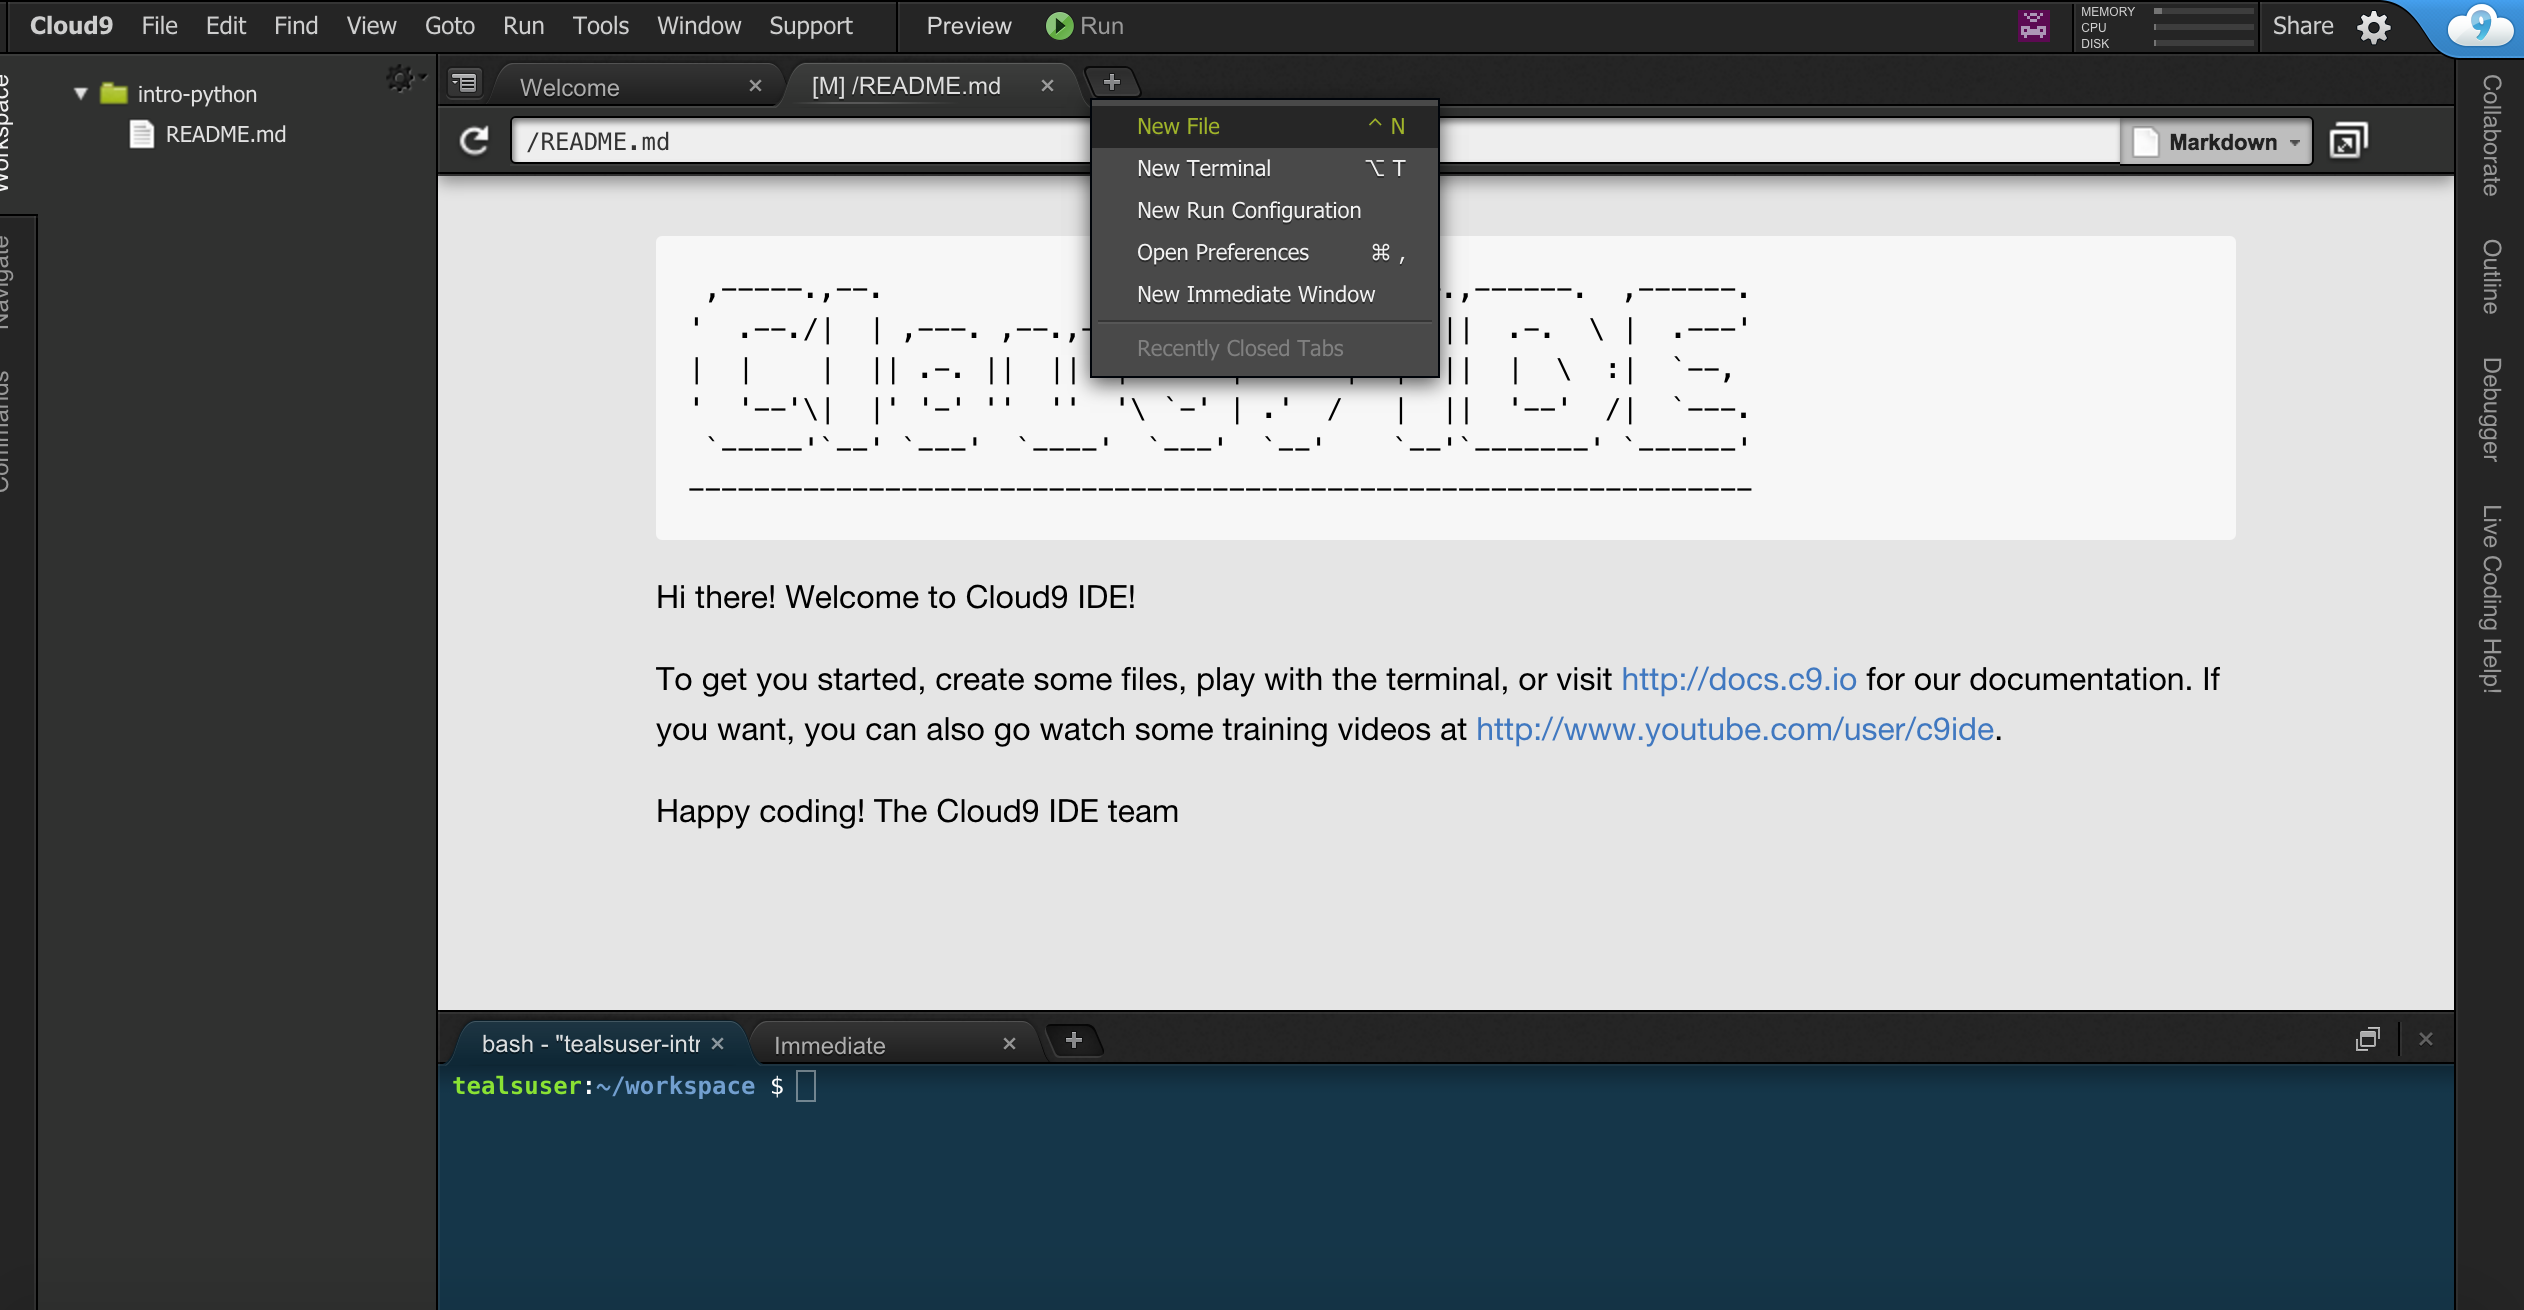 Cloud9 File Edit Find View Goto Run Tools Window Support Preview Run MEMORY CPU DISK Share
Workspace
Navigate
Commands
intro-python
README.md
Welcome [M] /README.md
/README.md Markdown
New File ^ N
New Terminal ⌥ T
New Run Configuration
Open Preferences ⌘ ,
New Immediate Window
Recently Closed Tabs
Hi there! Welcome to Cloud9 IDE!
To get you started, create some files, play with the terminal, or visit http://docs.c9.io for our documentation. If
you want, you can also go watch some training videos at http://www.youtube.com/user/c9ide.
Happy coding! The Cloud9 IDE team
bash - "tealsuser-intr Immediate
tealsuser:~/workspace $
Collaborate
Outline
Debugger
Live Coding Help!